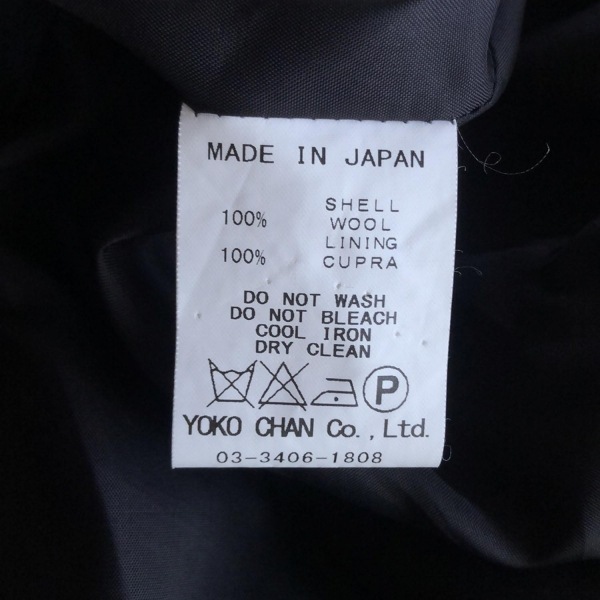 MADE IN JAPAN
SHELL
100% WOOL
LINING
100% CUPRA
DO NOT WASH
DO NOT BLEACH
COOL IRON
DRY CLEAN
P
YOKO CHAN Co.,Ltd.
03-3406-1808